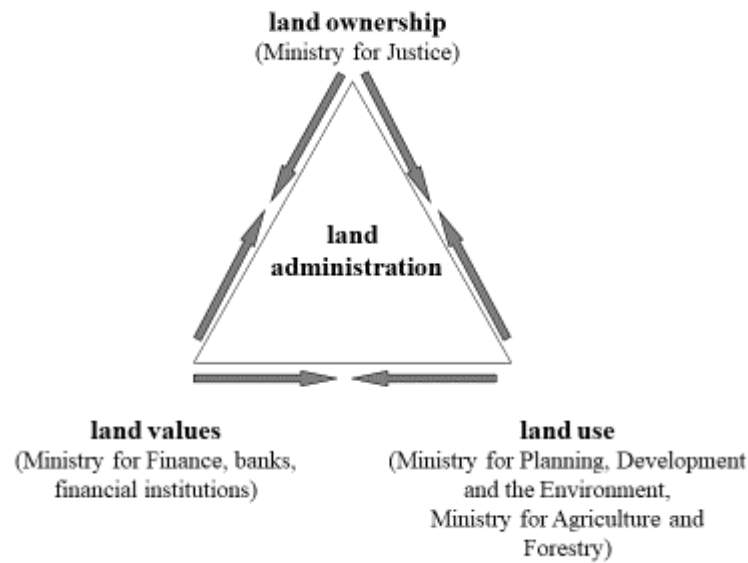 land ownership
(Ministry for Justice)
land
administration
land values
(Ministry for Finance, banks,
financial institutions)
land use
(Ministry for Planning, Development
and the Environment,
Ministry for Agriculture and
Forestry)